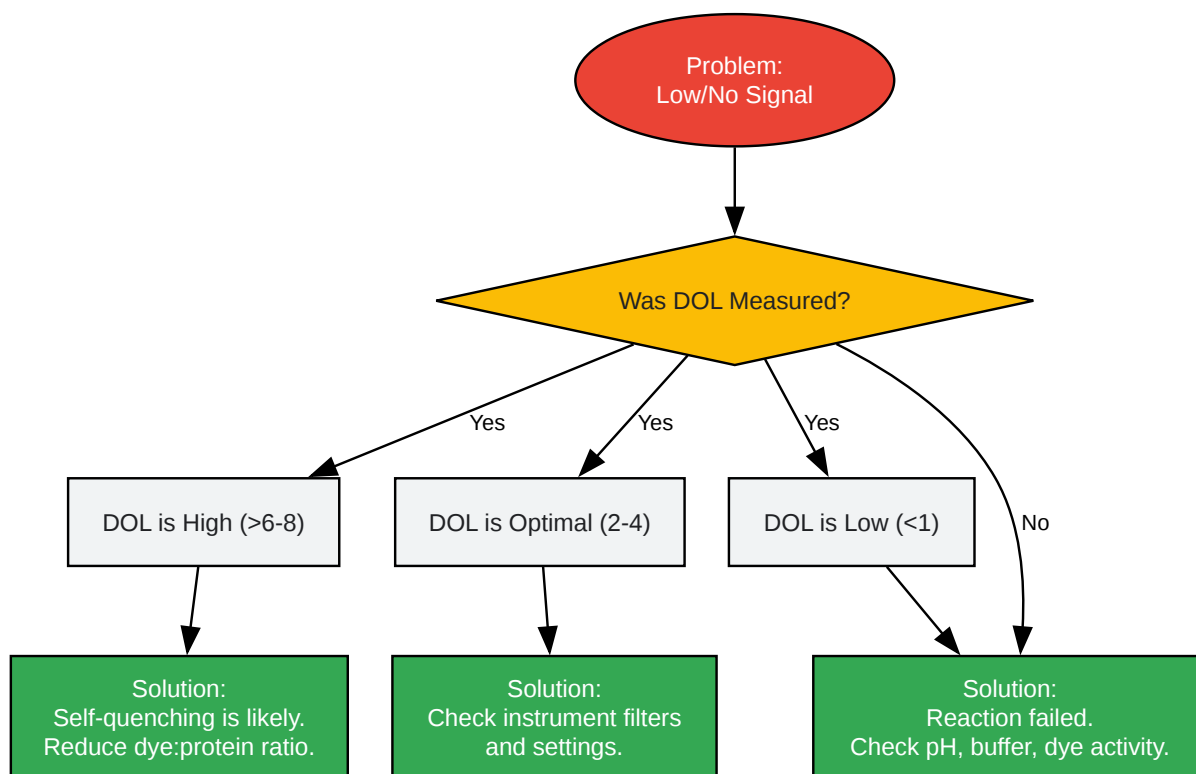 Problem:
Low/No Signal
Was DOL Measured?
Yes
Yes
Yes
No
DOL is High (>6-8)
DOL is Optimal (2-4)
DOL is Low (<1)
Solution:
Self-quenching is likely.
Reduce dye:protein ratio.
Solution:
Check instrument filters
and settings.
Solution:
Reaction failed.
Check pH, buffer, dye activity.